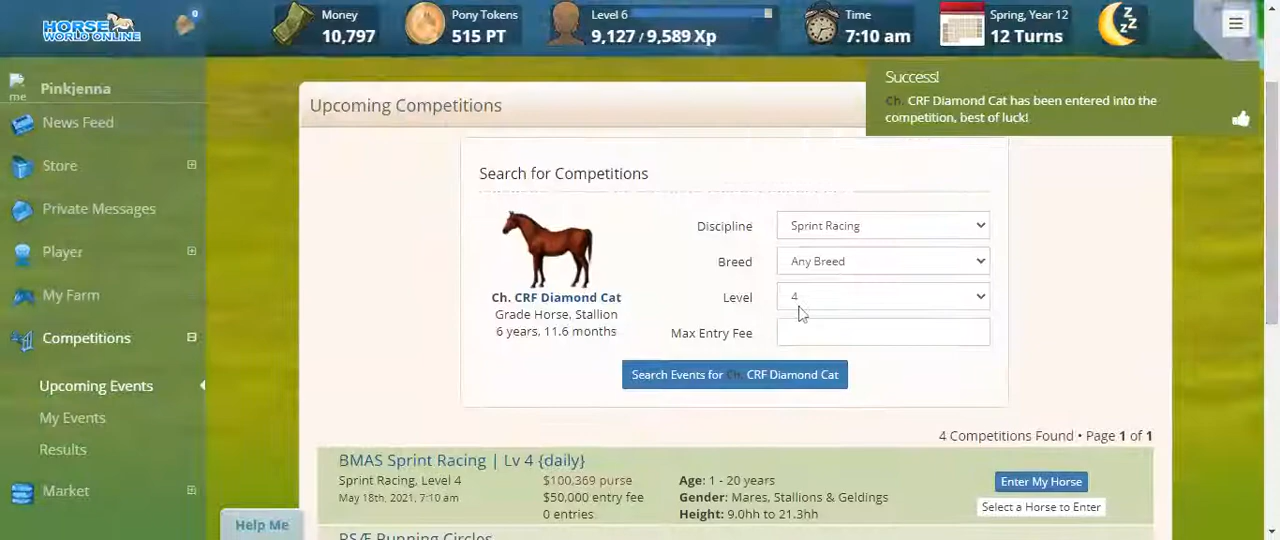 HORSE
WORLD ONLINE
0
Money
10,797
Pony Tokens
515 PT
Level 6
9,127 / 9,589 Xp
Time
7:10 am
Spring, Year 12
12 Turns
Z
Z
Z
me
Pinkjenna
News Feed
Store
Private Messages
Player
My Farm
Competitions
Upcoming Events
My Events
Results
Market
Help Me
Success!
Ch. CRF Diamond Cat has been entered into the
competition, best of luck!
Upcoming Competitions
Search for Competitions
Ch. CRF Diamond Cat
Grade Horse, Stallion
6 years, 11.6 months
Discipline
Sprint Racing
Breed
Any Breed
Level
4
Max Entry Fee
Search Events for Ch. CRF Diamond Cat
4 Competitions Found • Page 1 of 1
BMAS Sprint Racing | Lv 4 {daily}
Sprint Racing, Level 4
May 18th, 2021, 7:10 am
$100,369 purse
$50,000 entry fee
0 entries
Age: 1 - 20 years
Gender: Mares, Stallions & Geldings
Height: 9.0hh to 21.3hh
Enter My Horse
Select a Horse to Enter
RSÆ Running Circles